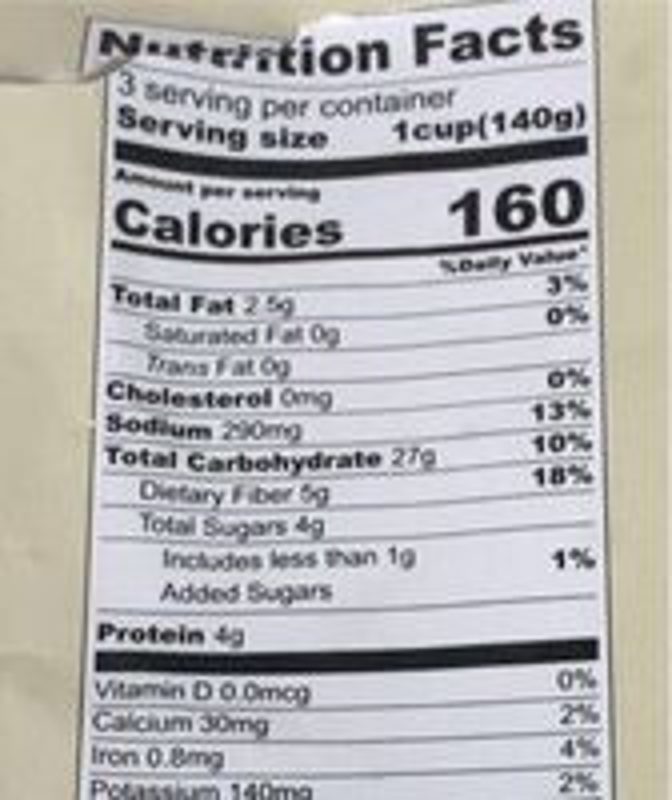 Nutrition Facts
3 serving per container
Serving size 1cup(140g)
Amount per serving
Calories 160
%Daily Value*
Total Fat 2.5g 3%
Saturated Fat 0g 0%
Trans Fat 0g
Cholesterol 0mg 0%
Sodium 290mg 13%
Total Carbohydrate 27g 10%
Dietary Fiber 5g 18%
Total Sugars 4g
Includes less than 1g 1%
Added Sugars
Protein 4g
Vitamin D 0.0mcg 0%
Calcium 30mg 2%
Iron 0.8mg 4%
Potassium 140mg 2%